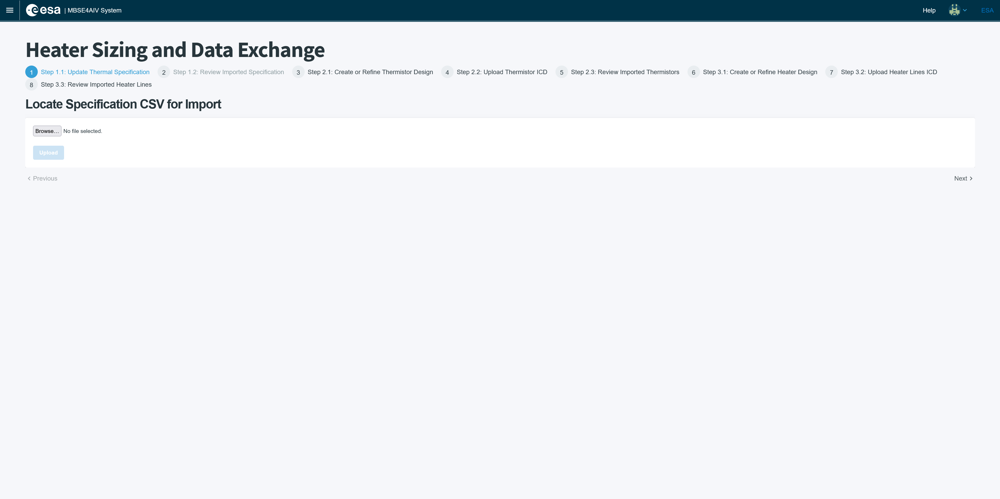 esa | MBSE4AIV System Help ESA
Heater Sizing and Data Exchange
1 Step 1.1: Update Thermal Specification 2 Step 1.2: Review Imported Specification 3 Step 2.1: Create or Refine Thermistor Design 4 Step 2.2: Upload Thermistor ICD 5 Step 2.3: Review Imported Thermistors 6 Step 3.1: Create or Refine Heater Design 7 Step 3.2: Upload Heater Lines ICD
8 Step 3.3: Review Imported Heater Lines
Locate Specification CSV for Import
Browse... No file selected.
Upload
Previous Next